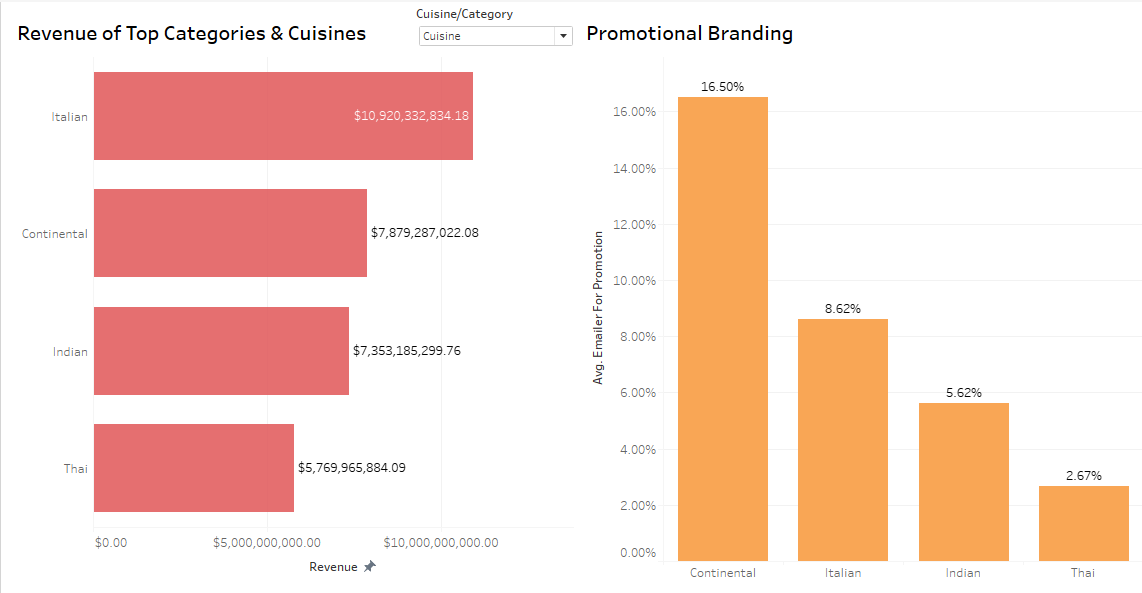 Cuisine/Category
Revenue of Top Categories & Cuisines
Cuisine
Italian
$10,920,332,834.18
Continental
$7,879,287,022.08
Indian
$7,353,185,299.76
Thai
$5,769,965,884.09
$0.00
$5,000,000,000.00
$10,000,000,000.00
Revenue
Promotional Branding
Avg. Emailer For Promotion
16.00%
14.00%
12.00%
10.00%
8.00%
6.00%
4.00%
2.00%
0.00%
16.50%
8.62%
5.62%
2.67%
Continental
Italian
Indian
Thai